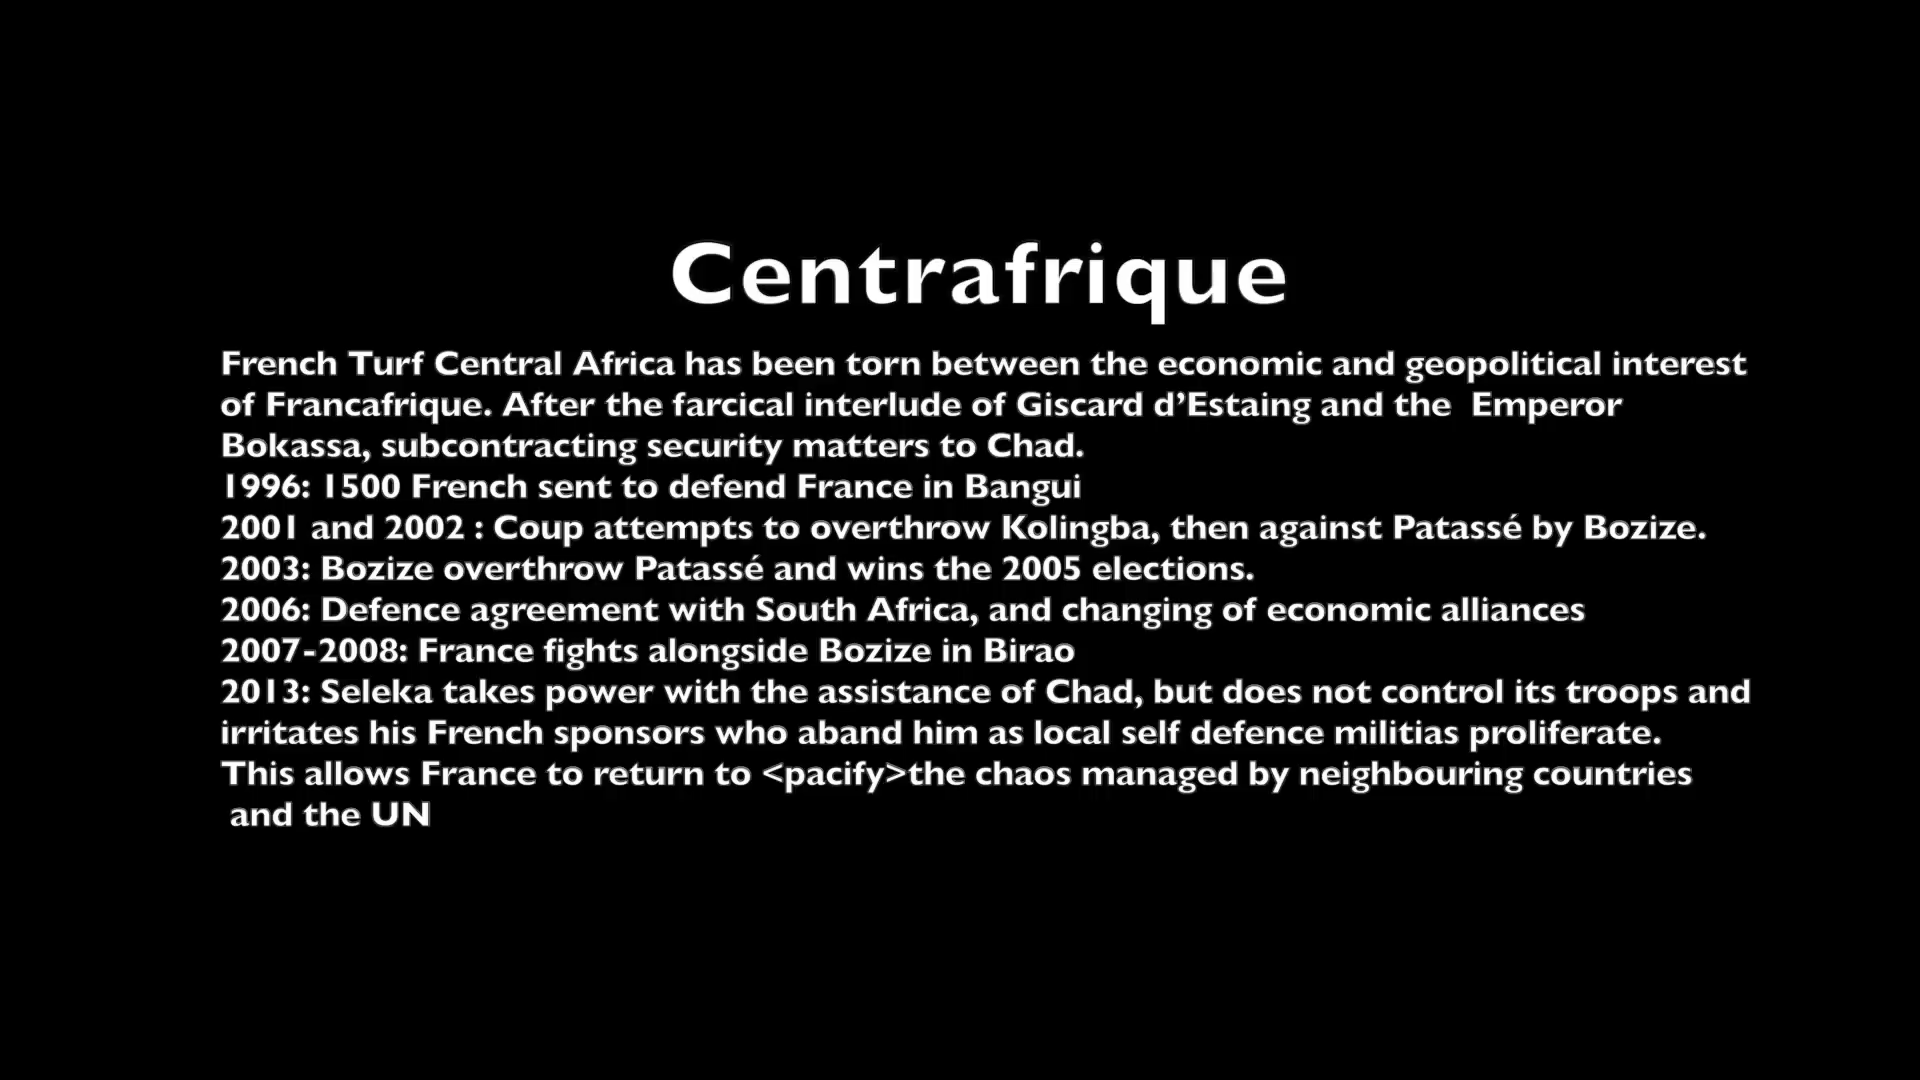 Centrafrique
French Turf Central Africa has been torn between the economic and geopolitical interest
of Francafrique. After the farcical interlude of Giscard d’Estaing and the  Emperor
Bokassa, subcontracting security matters to Chad.
1996: 1500 French sent to defend France in Bangui
2001 and 2002 : Coup attempts to overthrow Kolingba, then against Patassé by Bozize.
2003: Bozize overthrow Patassé and wins the 2005 elections.
2006: Defence agreement with South Africa, and changing of economic alliances
2007-2008: France fights alongside Bozize in Birao
2013: Seleka takes power with the assistance of Chad, but does not control its troops and
irritates his French sponsors who aband him as local self defence militias proliferate.
This allows France to return to <pacify>the chaos managed by neighbouring countries
and the UN